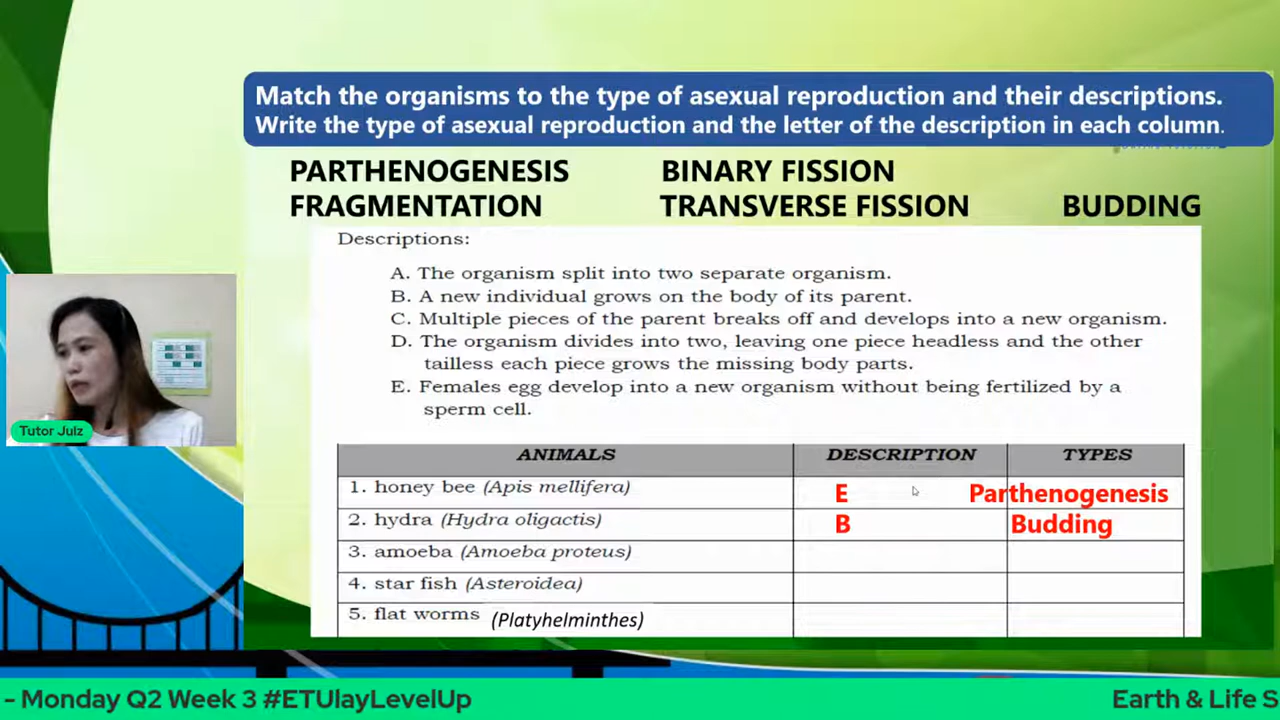 Match the organisms to the type of asexual reproduction and their descriptions.
Write the type of asexual reproduction and the letter of the description in each column.
PARTHENOGENESIS BINARY FISSION
FRAGMENTATION TRANSVERSE FISSION BUDDING
Descriptions:
A. The organism split into two separate organism.
B. A new individual grows on the body of its parent.
C. Multiple pieces of the parent breaks off and develops into a new organism.
D. The organism divides into two, leaving one piece headless and the other
tailless each piece grows the missing body parts.
E. Females egg develop into a new organism without being fertilized by a
sperm cell.
ANIMALS DESCRIPTION TYPES
1. honey bee (Apis mellifera) E Parthenogenesis
2. hydra (Hydra oligactis) B Budding
3. amoeba (Amoeba proteus)
4. star fish (Asteroidea)
5. flat worms (Platyhelminthes)
Tutor Julz
- Monday Q2 Week 3 #ETUlayLevelUp Earth & Life S